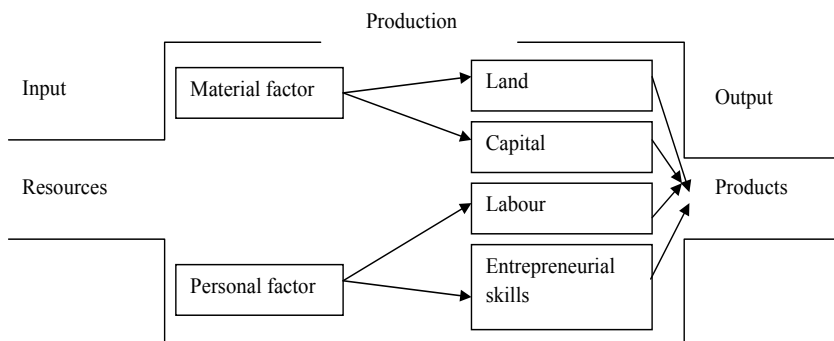 Production
Input
Material factor
Land
Output
Capital
Resources
Labour
Products
Personal factor
Entrepreneurial
skills